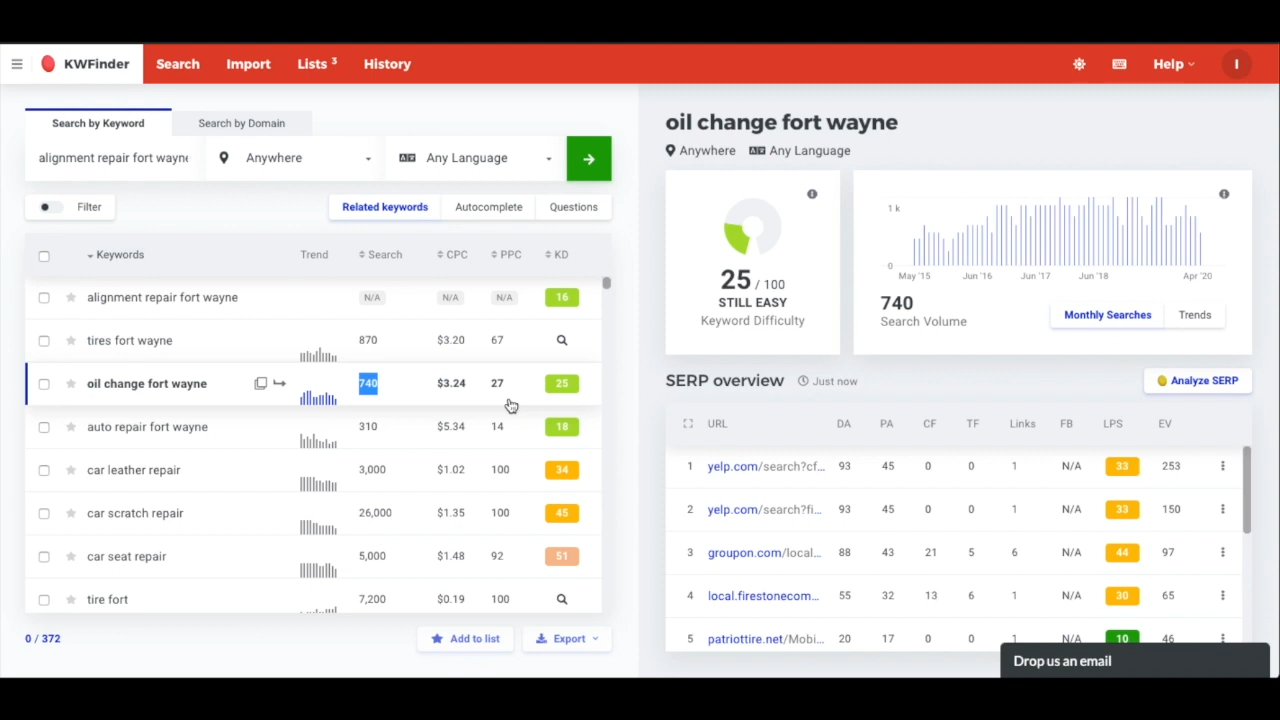 KWFinder Search Import Lists 3 History Help I
Search by Keyword Search by Domain
alignment repair fort wayne Anywhere Any Language
Filter Related keywords Autocomplete Questions
Keywords Trend Search CPC PPC KD
alignment repair fort wayne N/A N/A N/A 16
tires fort wayne 870 $3.20 67
oil change fort wayne 740 $3.24 27 25
auto repair fort wayne 310 $5.34 14 18
car leather repair 3,000 $1.02 100 34
car scratch repair 26,000 $1.35 100 45
car seat repair 5,000 $1.48 92 51
tire fort 7,200 $0.19 100
0 / 372 Add to list Export
oil change fort wayne
Anywhere Any Language
25 / 100
STILL EASY
Keyword Difficulty
1 k
0
May '15 Jun '16 Jun '17 Jun '18 Apr '20
740
Search Volume
Monthly Searches Trends
SERP overview Just now Analyze SERP
URL DA PA CF TF Links FB LPS EV
1 yelp.com/search?cf... 93 45 0 0 1 N/A 33 253
2 yelp.com/search?fi... 93 45 0 0 1 N/A 33 150
3 groupon.com/local... 88 43 21 5 6 N/A 44 97
4 local.firestonecom... 55 32 13 6 1 N/A 30 65
5 patriottire.net/Mobi... 20 17 0 0 1 N/A 10 46
Drop us an email